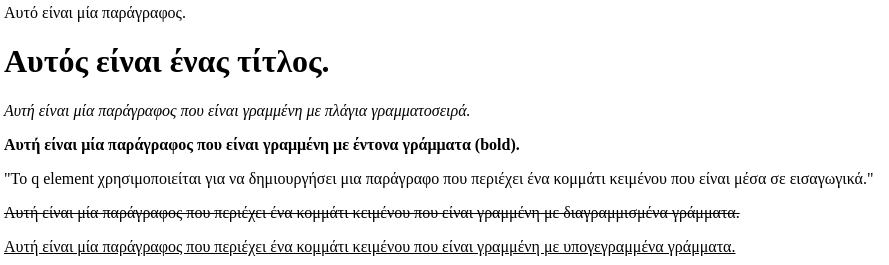 Αυτό είναι μία παράγραφος.
Αυτός είναι ένας τίτλος.
Αυτή είναι μία παράγραφος που είναι γραμμένη με πλάγια γραμματοσειρά.
Αυτή είναι μία παράγραφος που είναι γραμμένη με έντονα γράμματα (bold).
"Το q element χρησιμοποιείται για να δημιουργήσει μια παράγραφο που περιέχει ένα κομμάτι κειμένου που είναι μέσα σε εισαγωγικά."
Αυτή είναι μία παράγραφος που περιέχει ένα κομμάτι κειμένου που είναι γραμμένη με διαγραμμισμένα γράμματα.
Αυτή είναι μία παράγραφος που περιέχει ένα κομμάτι κειμένου που είναι γραμμένη με υπογεγραμμένα γράμματα.